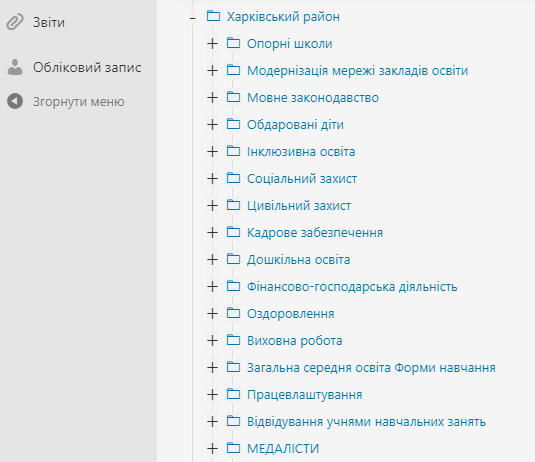 Звіти
Обліковий запис
Згорнути меню
Харківський район
Опорні школи
Модернізація мережі закладів освіти
Мовне законодавство
Обдаровані діти
Інклюзивна освіта
Соціальний захист
Цивільний захист
Кадрове забезпечення
Дошкільна освіта
Фінансово-господарська діяльність
Оздоровлення
Виховна робота
Загальна середня освіта Форми навчання
Працевлаштування
Відвідування учнями навчальних занять
МЕДАЛІСТИ